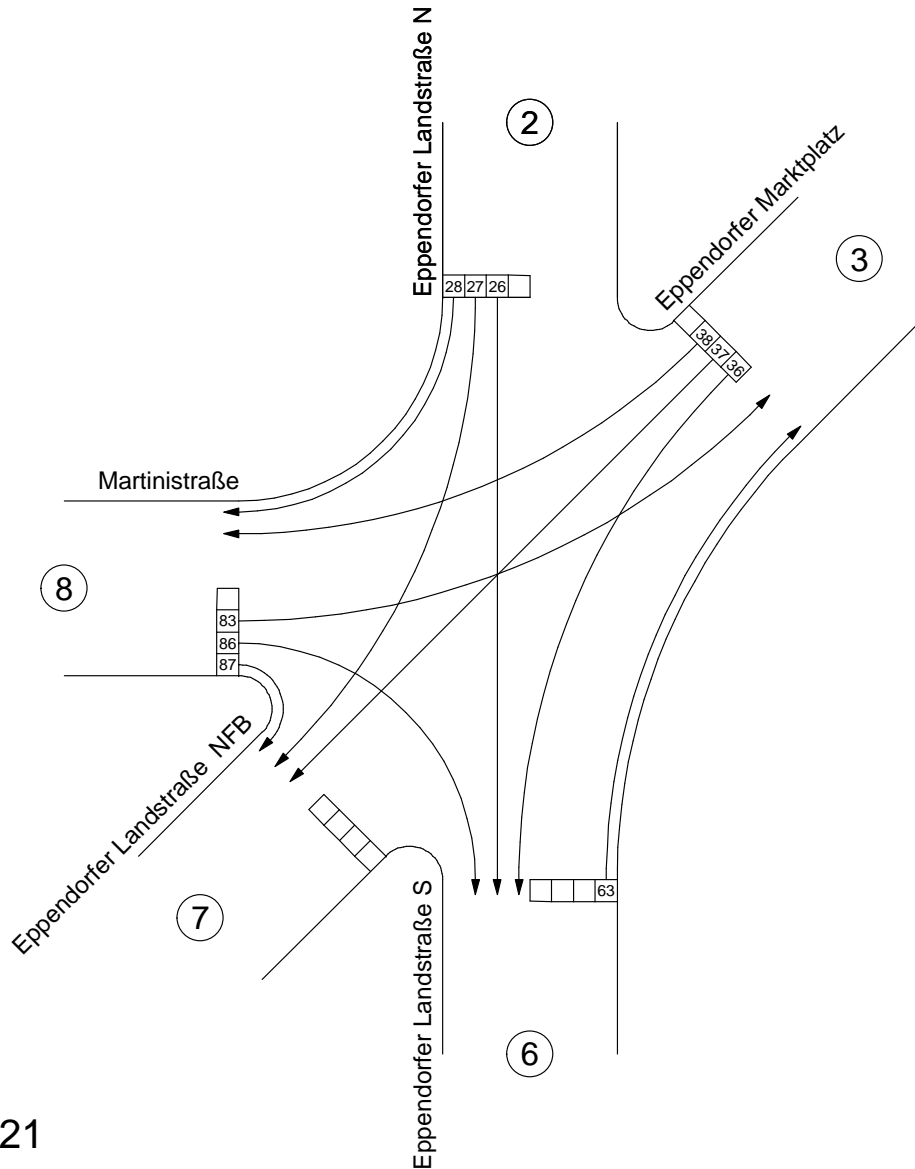 Eppendorfer Landstraße N
2
Eppendorfer Marktplatz
3
28 27 26
38 37 36
Martinistraße
8
83
86
87
Eppendorfer Landstraße NFB
7
63
Eppendorfer Landstraße S
6
21